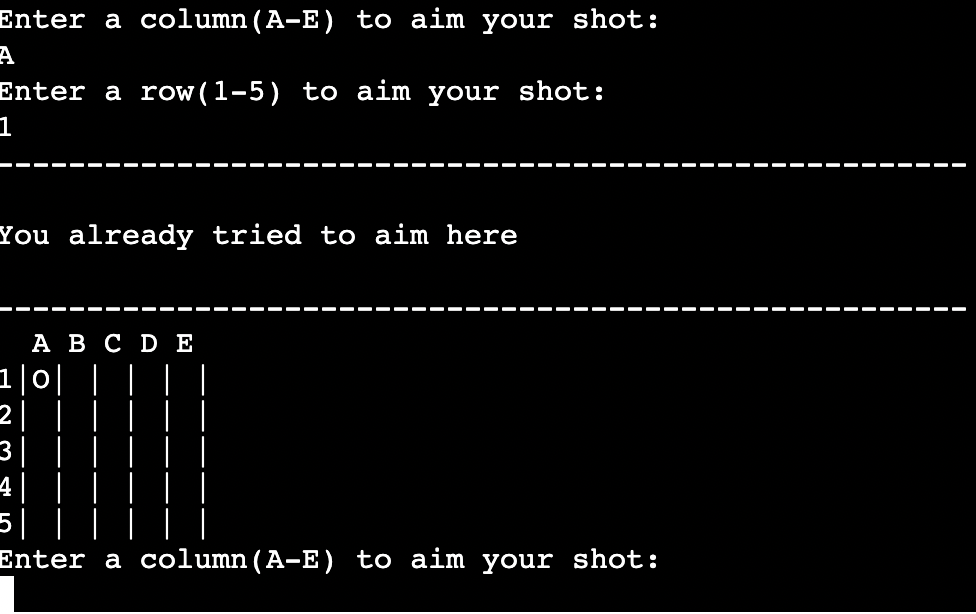 Enter a column(A-E) to aim your shot:
A
Enter a row(1-5) to aim your shot:
1
------------------------------------------------------
You already tried to aim here
------------------------------------------------------
  A B C D E
1|O| | | | |
2| | | | | |
3| | | | | |
4| | | | | |
5| | | | | |
Enter a column(A-E) to aim your shot: